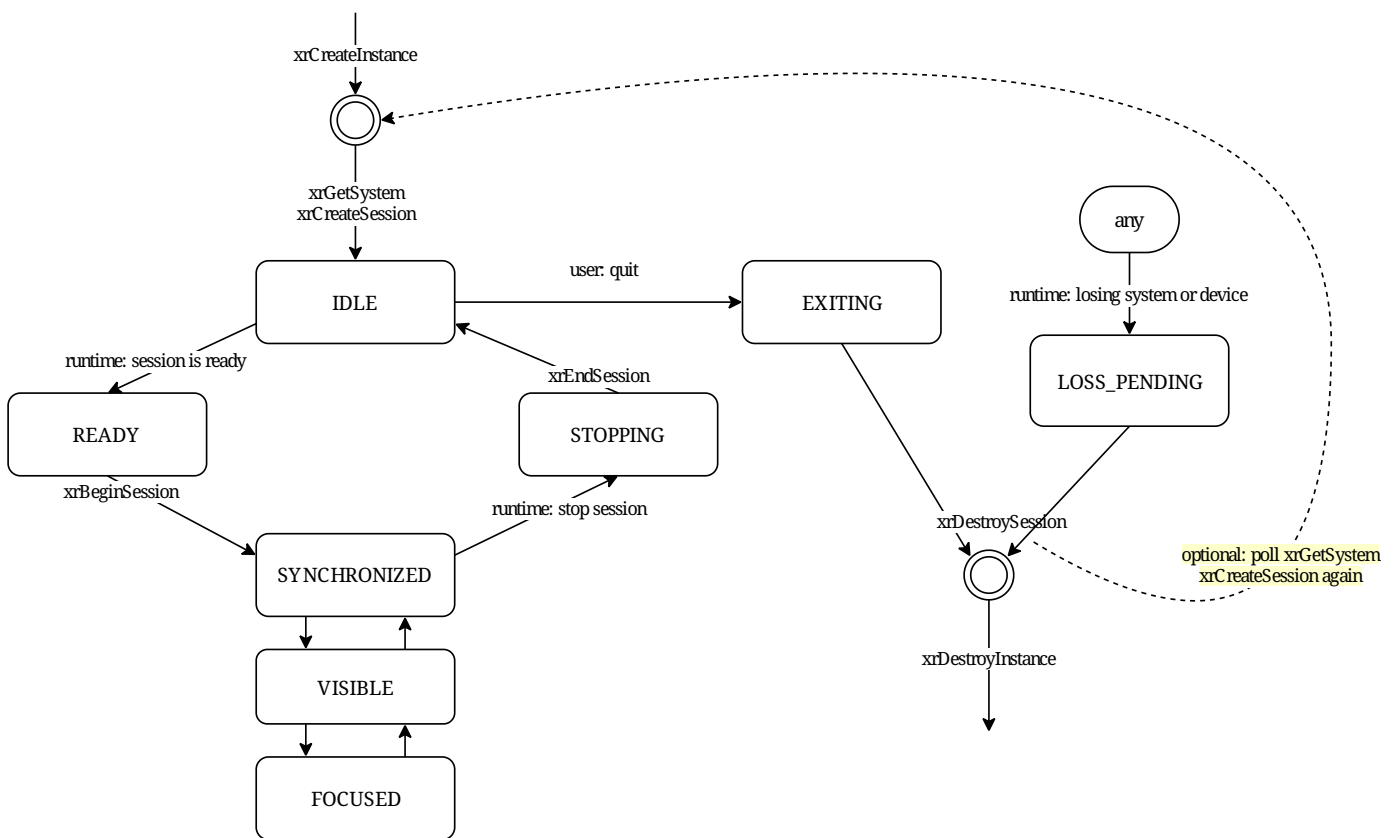 xrCreateInstance
xrGetSystem
xrCreateSession
any
user: quit
IDLE
EXITING
runtime: losing system or device
runtime: session is ready
xrEndSession
LOSS_PENDING
READY
STOPPING
xrBeginSession
runtime: stop session
xrDestroySession
optional: poll xrGetSystem
xrCreateSession again
SYNCHRONIZED
xrDestroyInstance
VISIBLE
FOCUSED